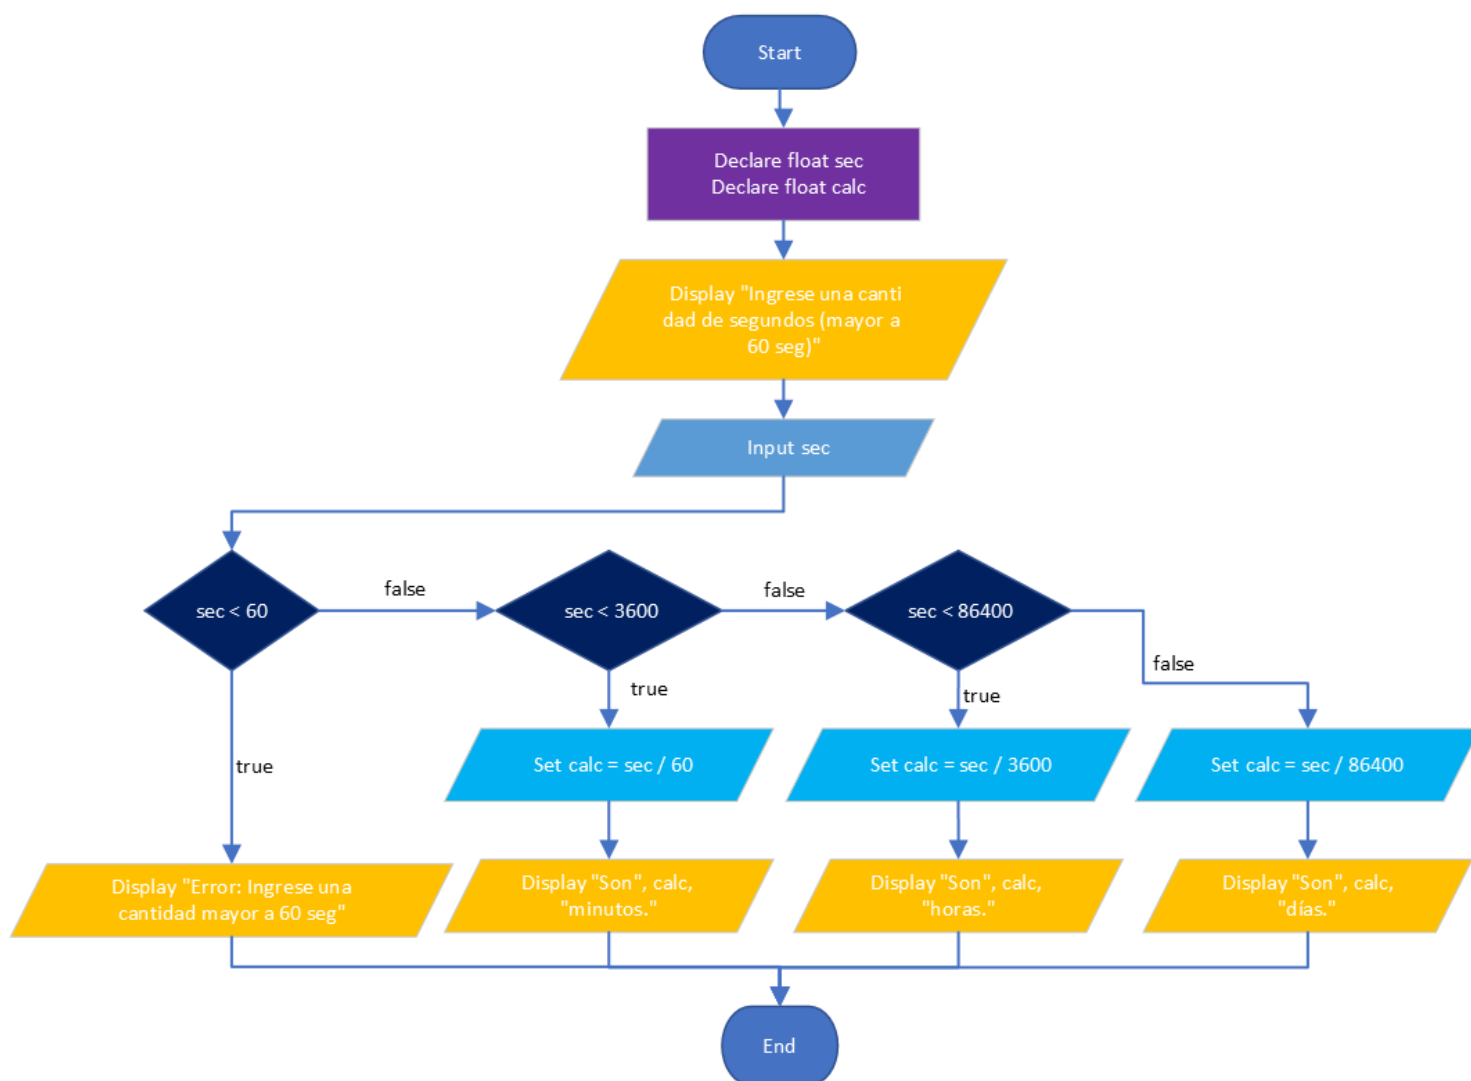 Start
Declare float sec
Declare float calc
Display "Ingrese una canti
dad de segundos (mayor a
60 seg)"
Input sec
sec < 60
false
sec < 3600
false
sec < 86400
false
true
true
true
Set calc = sec / 60
Set calc = sec / 3600
Set calc = sec / 86400
Display "Error: Ingrese una
cantidad mayor a 60 seg"
Display "Son", calc,
"minutos."
Display "Son", calc,
"horas."
Display "Son", calc,
"días."
End